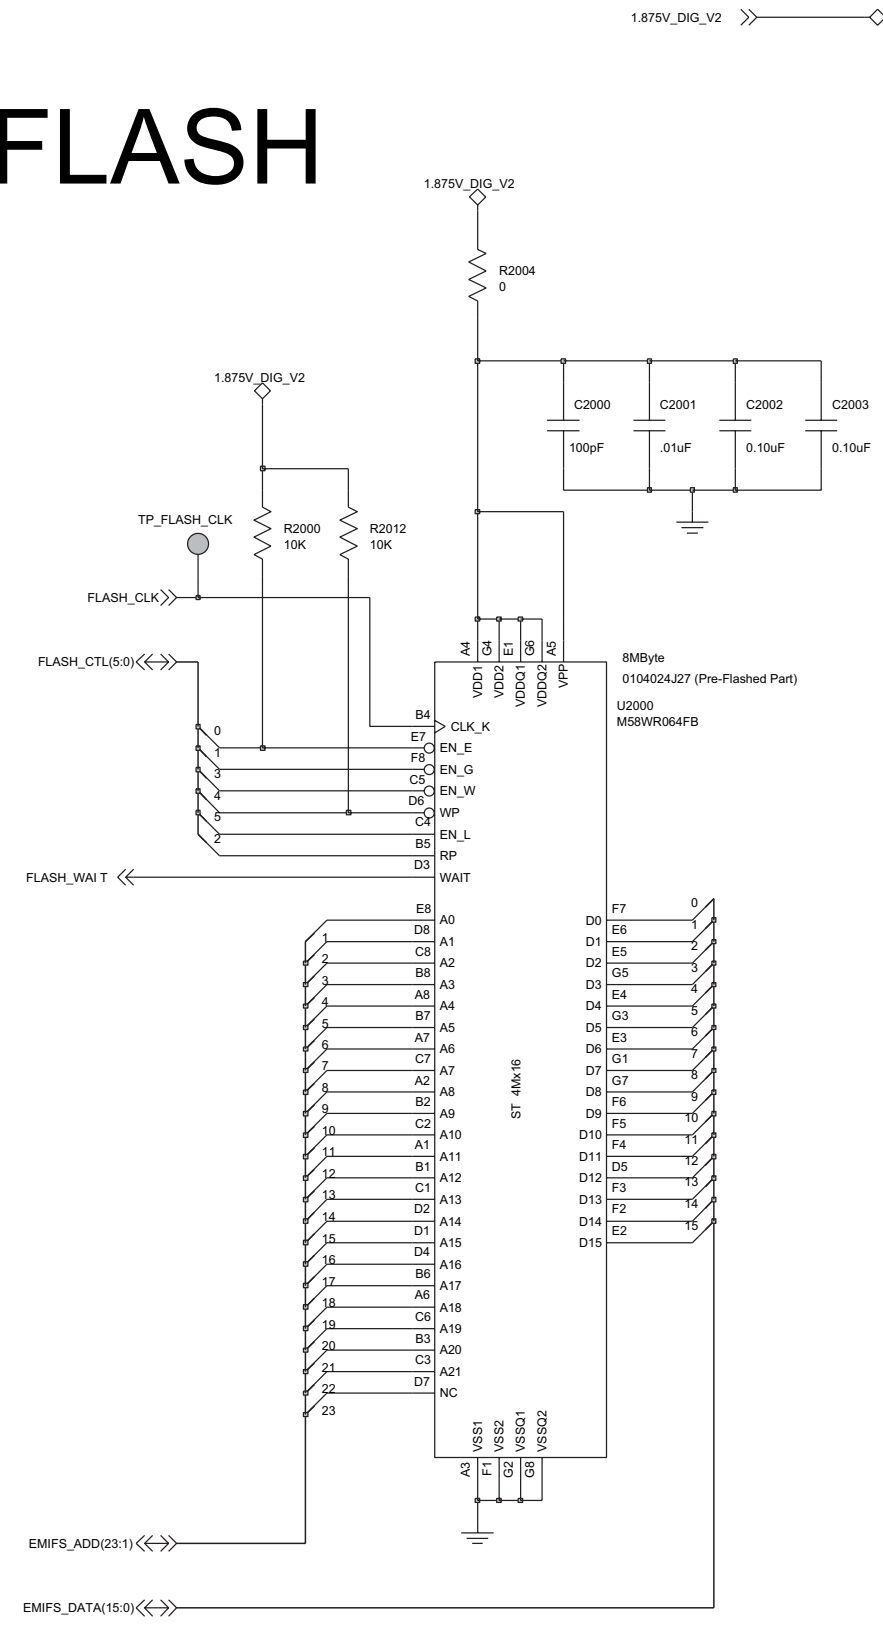 1.875V_DIG_V2
FLASH
1.875V_DIG_V2
R2004
0
1.875V_DIG_V2
C2000
C2001
C2002
C2003
100pF
.01uF
0.10uF
0.10uF
TP_FLASH_CLK
R2000
10K
R2012
10K
FLASH_CLK
FLASH_CTL(5:0)
A4
G4
E1
G6
A5
VDD1
VDD2
VDDQ1
VDDQ2
VPP
8MByte
0104024J27 (Pre-Flashed Part)
U2000
M58WR064FB
B4
CLK_K
0
E7
EN_E
1
F8
EN_G
3
C5
EN_W
4
D6
WP
5
C4
EN_L
2
B5
RP
D3
FLASH_WAI T
WAIT
E8
A0
F7
0
D0
1
D8
A1
E6
1
D1
2
C8
A2
E5
2
D2
3
B8
A3
G5
3
D3
4
A8
A4
E4
4
D4
5
B7
A5
G3
5
D5
6
A7
A6
E3
6
D6
7
C7
A7
G1
7
D7
8
A2
A8
G7
8
D8
9
B2
A9
F6
9
D9
10
C2
A10
F5
10
D10
11
A1
A11
F4
11
D11
12
B1
A12
D5
12
D12
13
C1
A13
F3
13
D13
14
D2
A14
F2
14
D14
15
D1
A15
E2
15
D15
16
D4
A16
17
B6
A17
18
A6
A18
19
C6
A19
20
B3
A20
21
C3
A21
22
D7
NC
23
ST 4Mx16
VSS1
VSS2
VSSQ1
VSSQ2
A3
F1
G2
G8
EMIFS_ADD(23:1)
EMIFS_DATA(15:0)